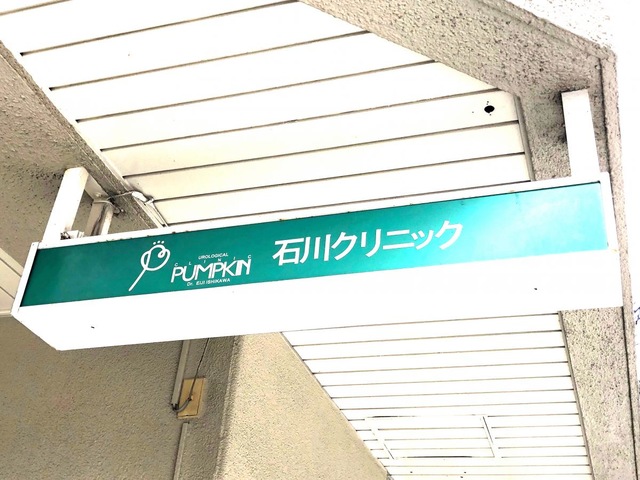 UROLOGICAL
CLINIC
PUMPKIN
Dr. EIJI ISHIKAWA
石川クリニック